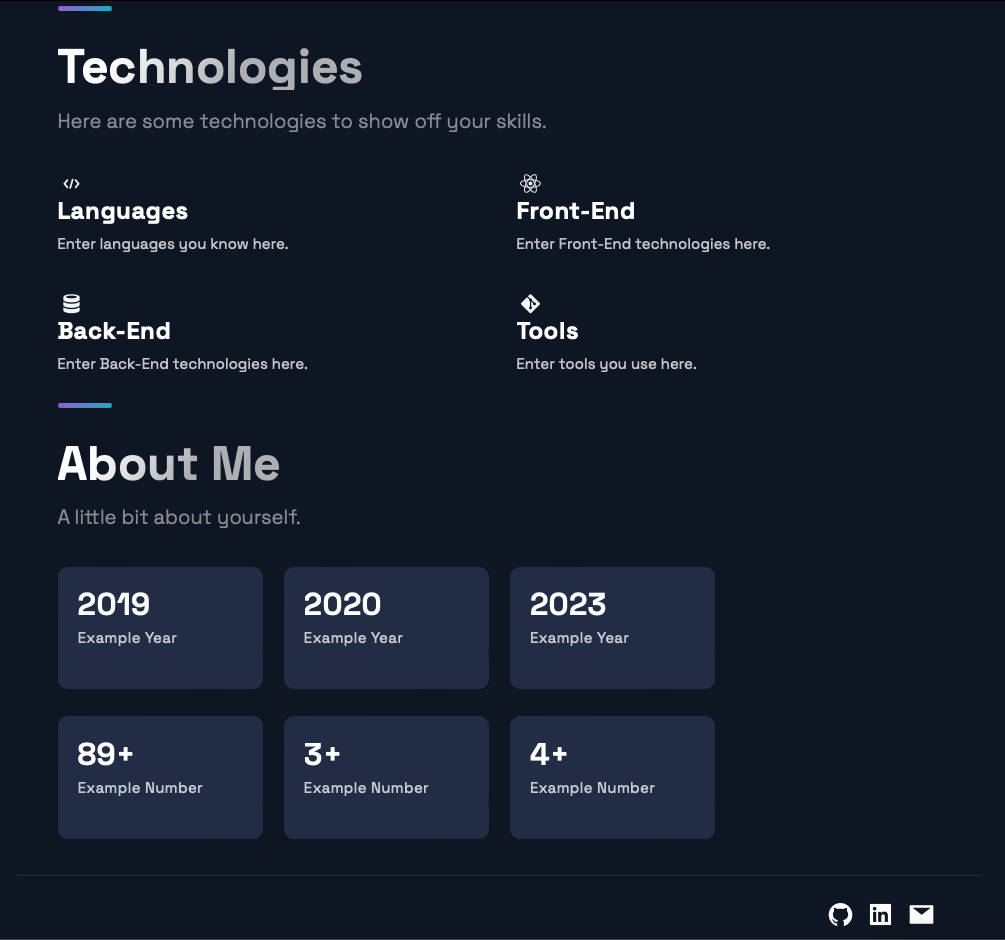 Technologies
Here are some technologies to show off your skills.
Languages
Enter languages you know here.
Front-End
Enter Front-End technologies here.
Back-End
Enter Back-End technologies here.
Tools
Enter tools you use here.
About Me
A little bit about yourself.
2019
Example Year
2020
Example Year
2023
Example Year
89+
Example Number
3+
Example Number
4+
Example Number